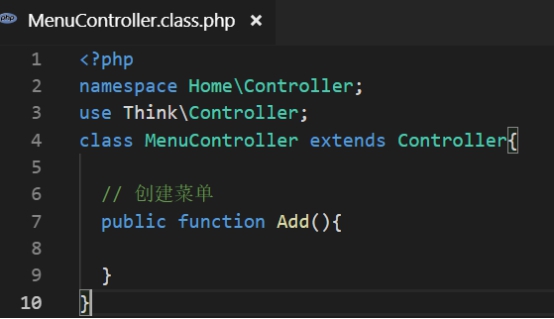 MenuController.class.php ×
1 <?php
2 namespace Home\Controller;
3 use Think\Controller;
4 class MenuController extends Controller{
5
6 // 创建菜单
7 public function Add(){
8
9 }
10 }